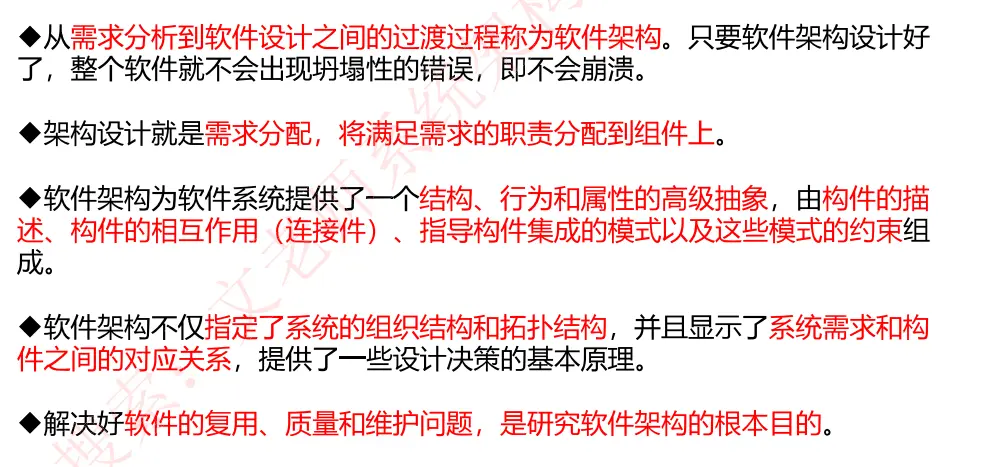 ◆从需求分析到软件设计之间的过渡过程称为软件架构。只要软件架构设计好
了，整个软件就不会出现坍塌性的错误，即不会崩溃。
◆架构设计就是需求分配，将满足需求的职责分配到组件上。
◆软件架构为软件系统提供了一个结构、行为和属性的高级抽象，由构件的描
述、构件的相互作用（连接件）、指导构件集成的模式以及这些模式的约束组
成。
◆软件架构不仅指定了系统的组织结构和拓扑结构，并且显示了系统需求和构
件之间的对应关系，提供了一些设计决策的基本原理。
◆解决好软件的复用、质量和维护问题，是研究软件架构的根本目的。
搜索：文老师系统架构